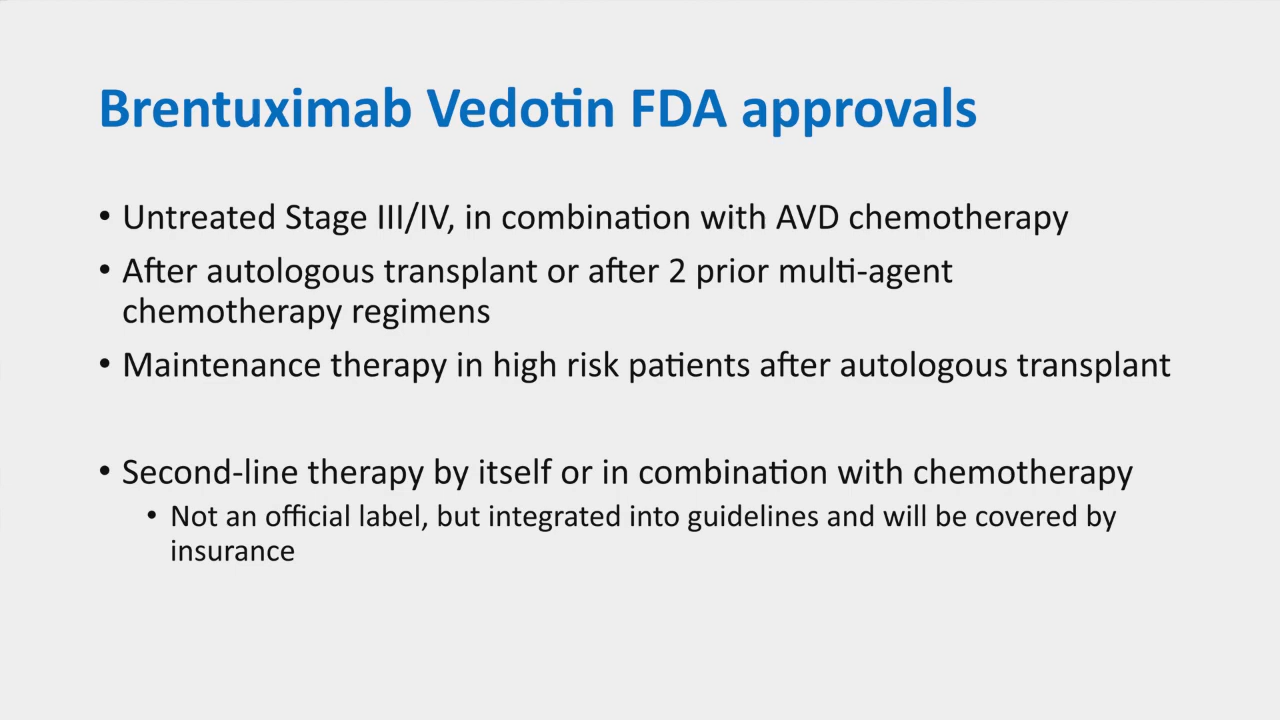 Brentuximab Vedotin FDA approvals
• Untreated Stage III/IV, in combination with AVD chemotherapy
• After autologous transplant or after 2 prior multi-agent
chemotherapy regimens
• Maintenance therapy in high risk patients after autologous transplant
• Second-line therapy by itself or in combination with chemotherapy
• Not an official label, but integrated into guidelines and will be covered by
insurance